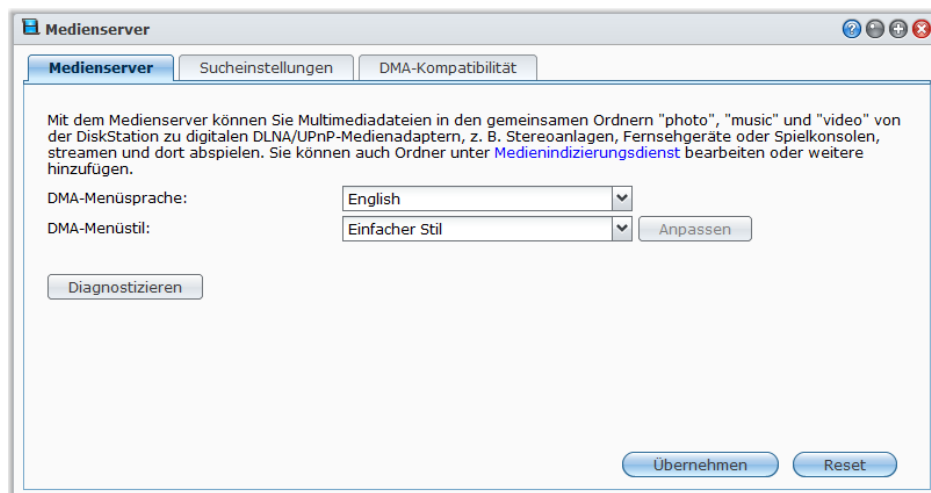 Medienserver
Medienserver
Sucheinstellungen
DMA-Kompatibilität
Mit dem Medienserver können Sie Multimediadateien in den gemeinsamen Ordnern "photo", "music" und "video" von
der DiskStation zu digitalen DLNA/UPnP-Medienadaptern, z. B. Stereoanlagen, Fernsehgeräte oder Spielkonsolen,
streamen und dort abspielen. Sie können auch Ordner unter Medienindizierungsdienst bearbeiten oder weitere
hinzufügen.
DMA-Menüsprache:
English
DMA-Menüstil:
Einfacher Stil
Anpassen
Diagnostizieren
Übernehmen
Reset